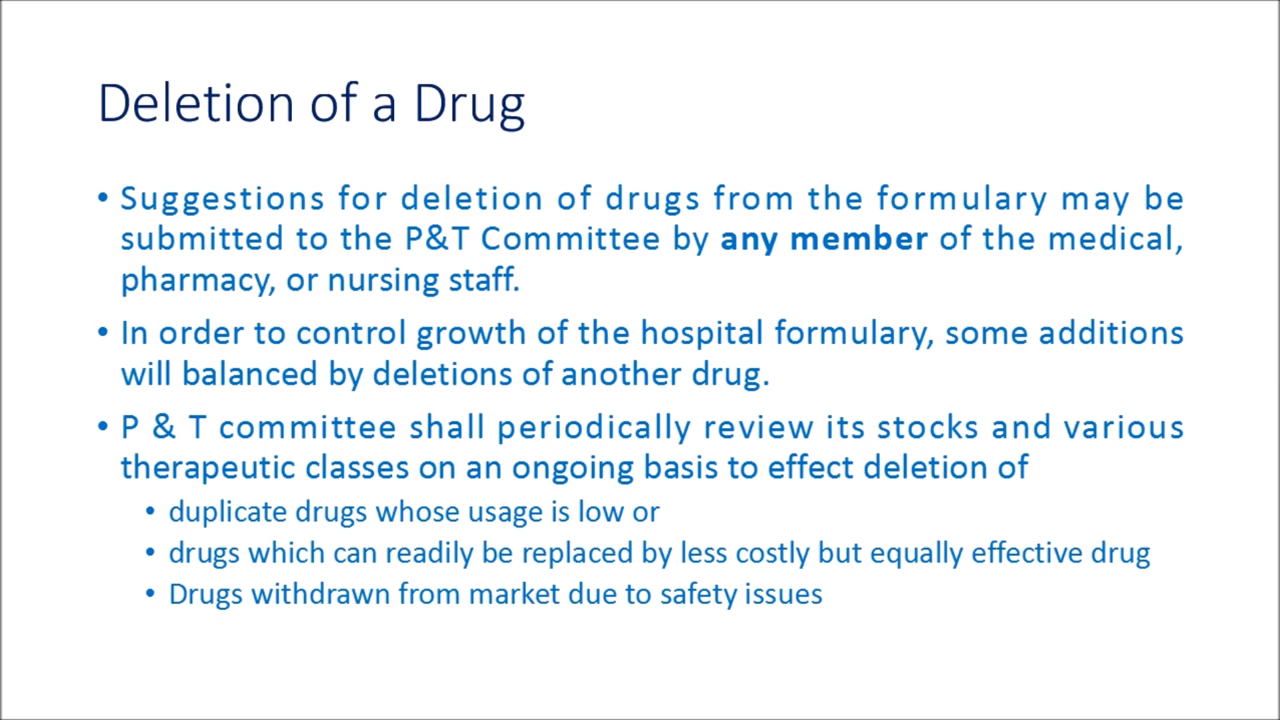 Deletion of a Drug
• Suggestions for deletion of drugs from the formulary may be
submitted to the P&T Committee by any member of the medical,
pharmacy, or nursing staff.
• In order to control growth of the hospital formulary, some additions
will balanced by deletions of another drug.
• P & T committee shall periodically review its stocks and various
therapeutic classes on an ongoing basis to effect deletion of
• duplicate drugs whose usage is low or
• drugs which can readily be replaced by less costly but equally effective drug
• Drugs withdrawn from market due to safety issues